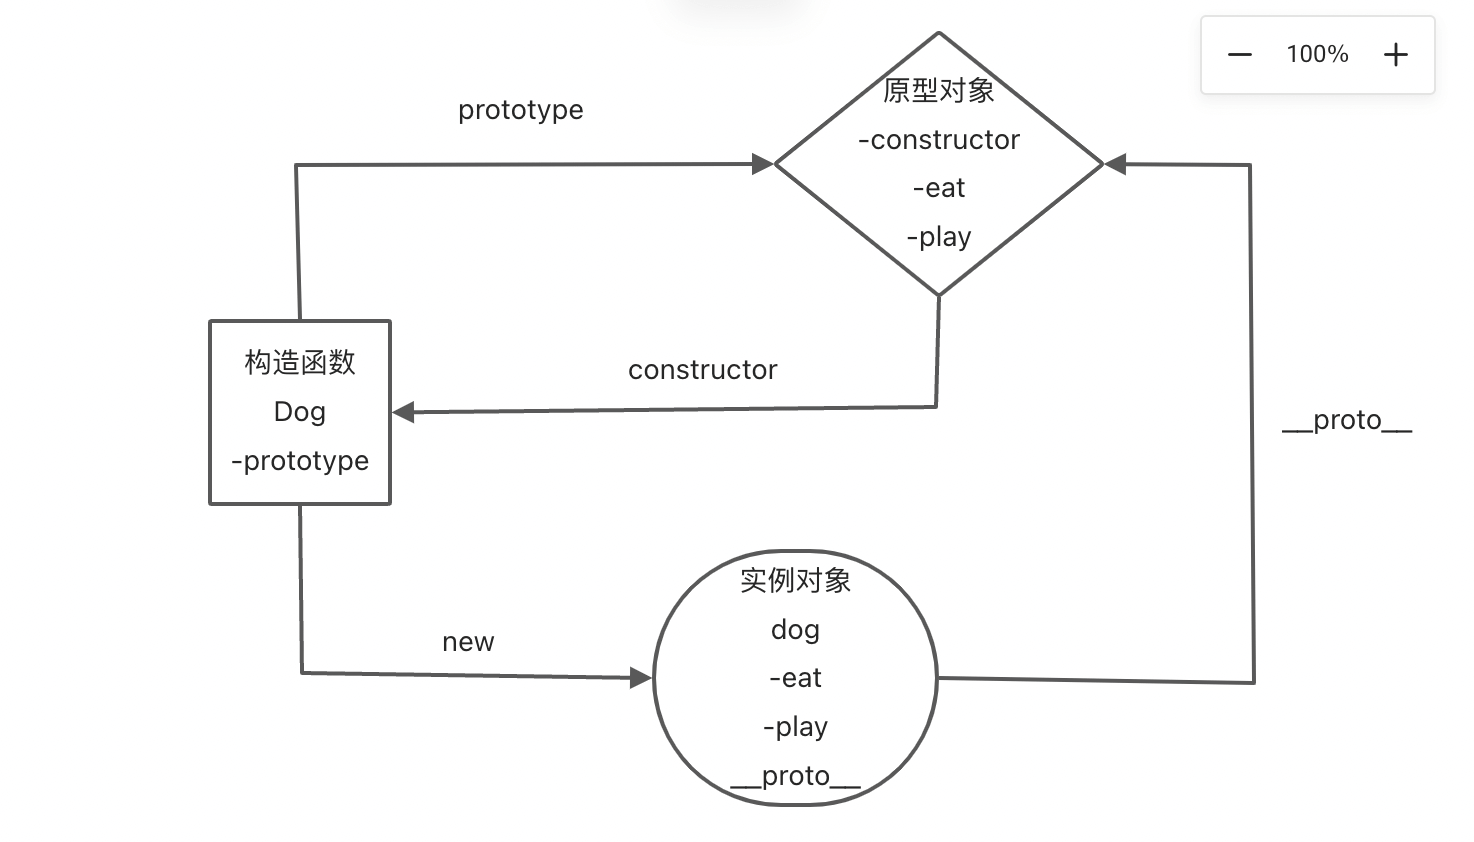 100%
prototype
原型对象
-constructor
-eat
-play
构造函数
Dog
-prototype
constructor
__proto__
new
实例对象
dog
-eat
-play
__proto__